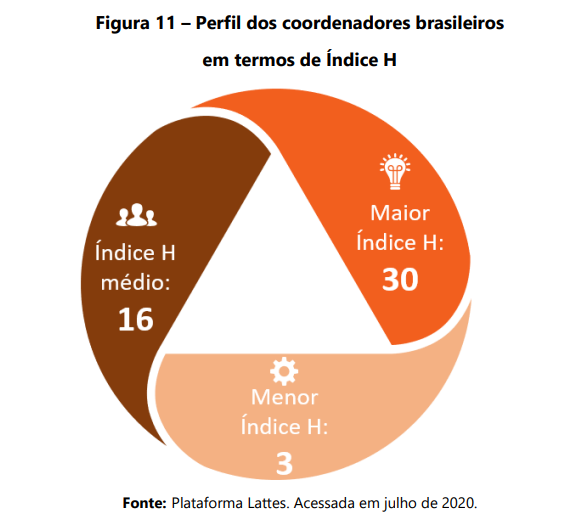 Figura 11 – Perfil dos coordenadores brasileiros
em termos de Índice H
Maior
Índice H:
30
Índice H
médio:
16
Menor
Índice H:
3
Fonte: Plataforma Lattes. Acessada em julho de 2020.